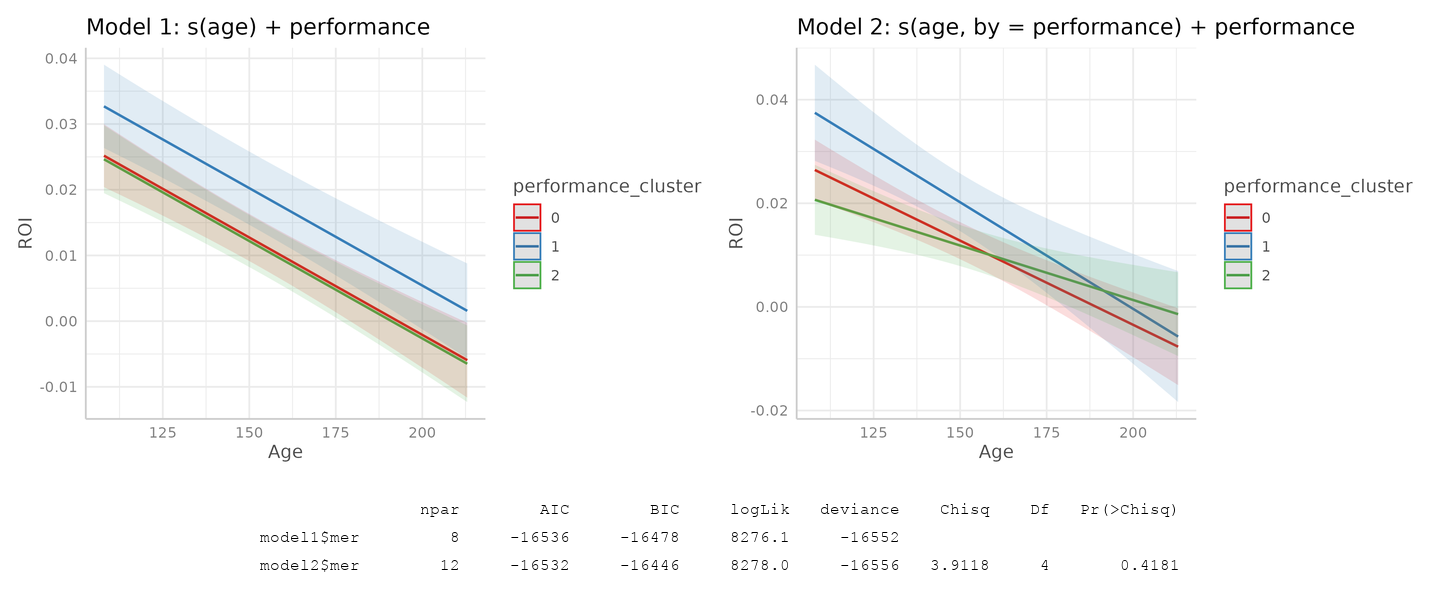 Model 1: s(age) + performance
0.04
0.03
0.02
0.01
0.00
-0.01
ROI
125 150 175 200
Age
performance_cluster
0
1
2
Model 2: s(age, by = performance) + performance
0.04
0.02
0.00
-0.02
ROI
125 150 175 200
Age
performance_cluster
0
1
2
npar AIC BIC logLik deviance Chisq Df Pr(>Chisq)
model1$mer 8 -16536 -16478 8276.1 -16552
model2$mer 12 -16532 -16446 8278.0 -16556 3.9118 4 0.4181